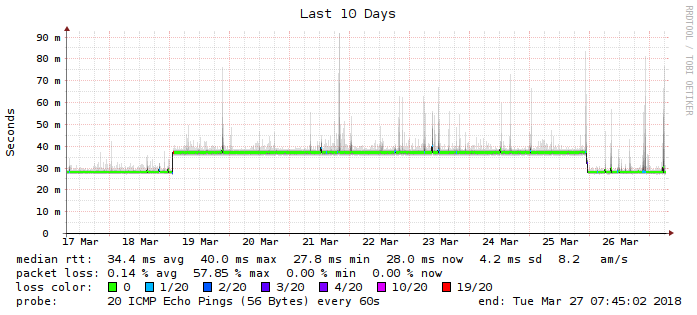 Last 10 Days
RRDTOOL / TOBI OETIKER
Seconds
90 m
80 m
70 m
60 m
50 m
40 m
30 m
20 m
10 m
0
17 Mar 18 Mar 19 Mar 20 Mar 21 Mar 22 Mar 23 Mar 24 Mar 25 Mar 26 Mar
median rtt: 34.4 ms avg 40.0 ms max 27.8 ms min 28.0 ms now 4.2 ms sd 8.2 am/s
packet loss: 0.14 % avg 57.85 % max 0.00 % min 0.00 % now
loss color: 0 1/20 2/20 3/20 4/20 10/20 19/20
probe: 20 ICMP Echo Pings (56 Bytes) every 60s end: Tue Mar 27 07:45:02 2018